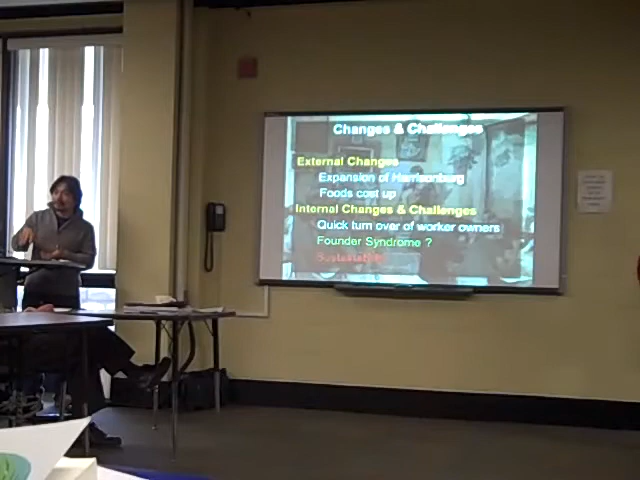 Changes & Challenges
External Changes
Expansion of Harrisonburg
Foods cost up
Internal Changes & Challenges
Quick turn over of worker owners
Founder Syndrome ?